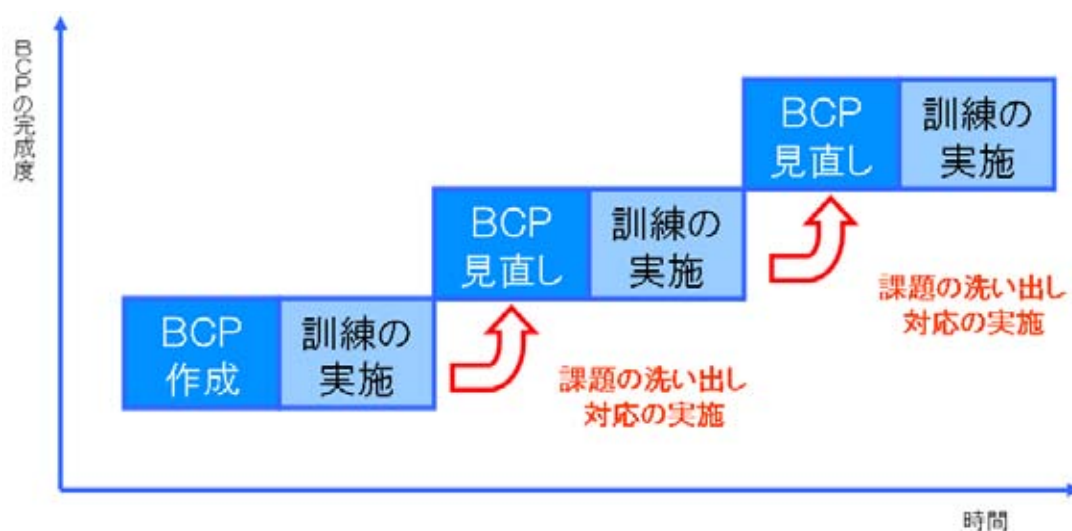 BCPの完成度
BCP
見直し
訓練の
実施
BCP
見直し
訓練の
実施
課題の洗い出し
対応の実施
BCP
作成
訓練の
実施
課題の洗い出し
対応の実施
時間